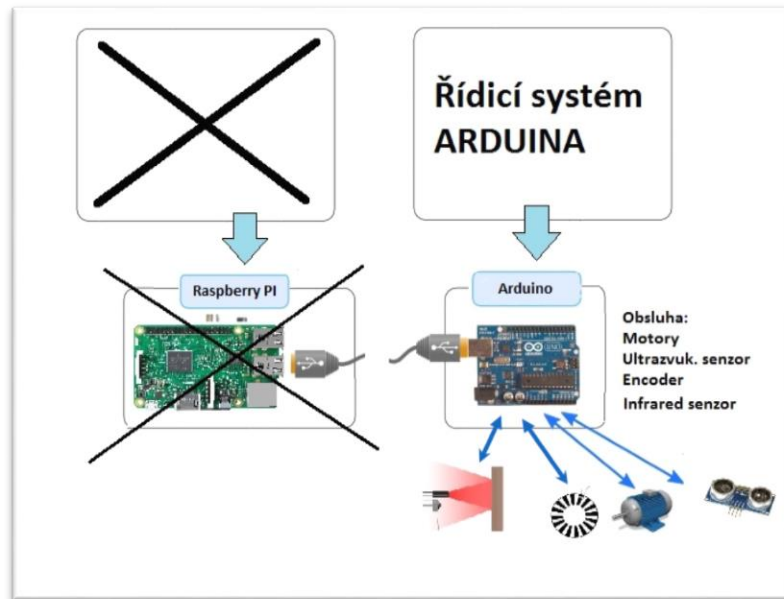 Řídicí systém
ARDUINA
Raspberry PI
Arduino
Obsluha:
Motory
Ultrazvuk. senzor
Encoder
Infrared senzor